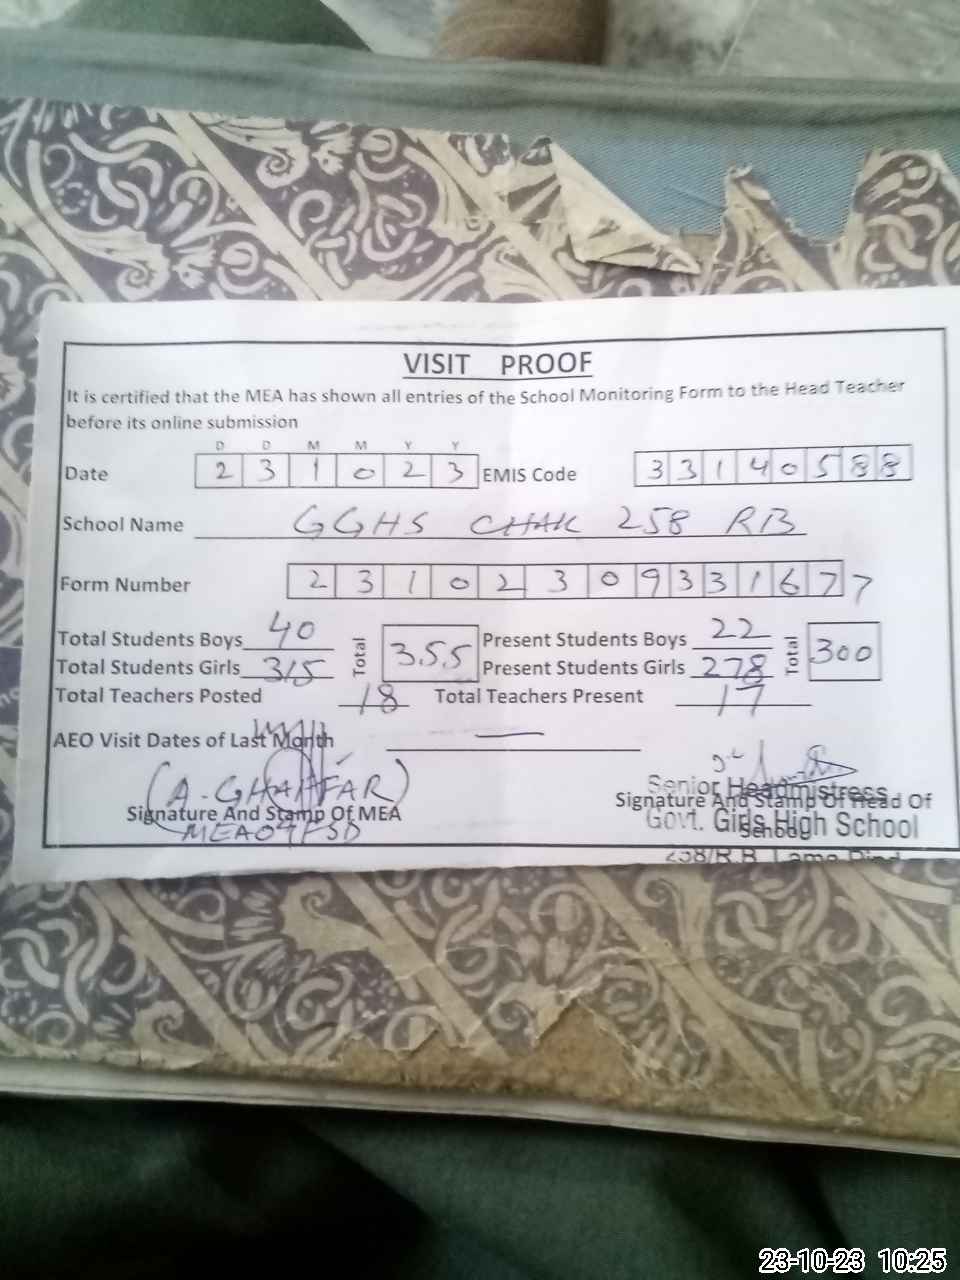 VISIT PROOF
It is certified that the MEA has shown all entries of the School Monitoring Form to the Head Teacher
before its online submission
D D M M Y Y
Date 2 3 1 0 2 3 EMIS Code 3 3 1 4 0 5 8 8
School Name GGHS CHAK 258 RB
Form Number 2 3 1 0 2 3 0 9 3 3 1 6 7 7
Total Students Boys 40 Total 355 Present Students Boys 22 Total 300
Total Students Girls 315 Present Students Girls 278
Total Teachers Posted 18 Total Teachers Present 17
AEO Visit Dates of Last Month —
(A. GHAFFAR)
Senior Headmistress
Signature And Stamp Of MEA Signature And Stamp Of Head Of
School
MEA04FSD Govt. Girls High School
258/R.B
23-10-23 10:25